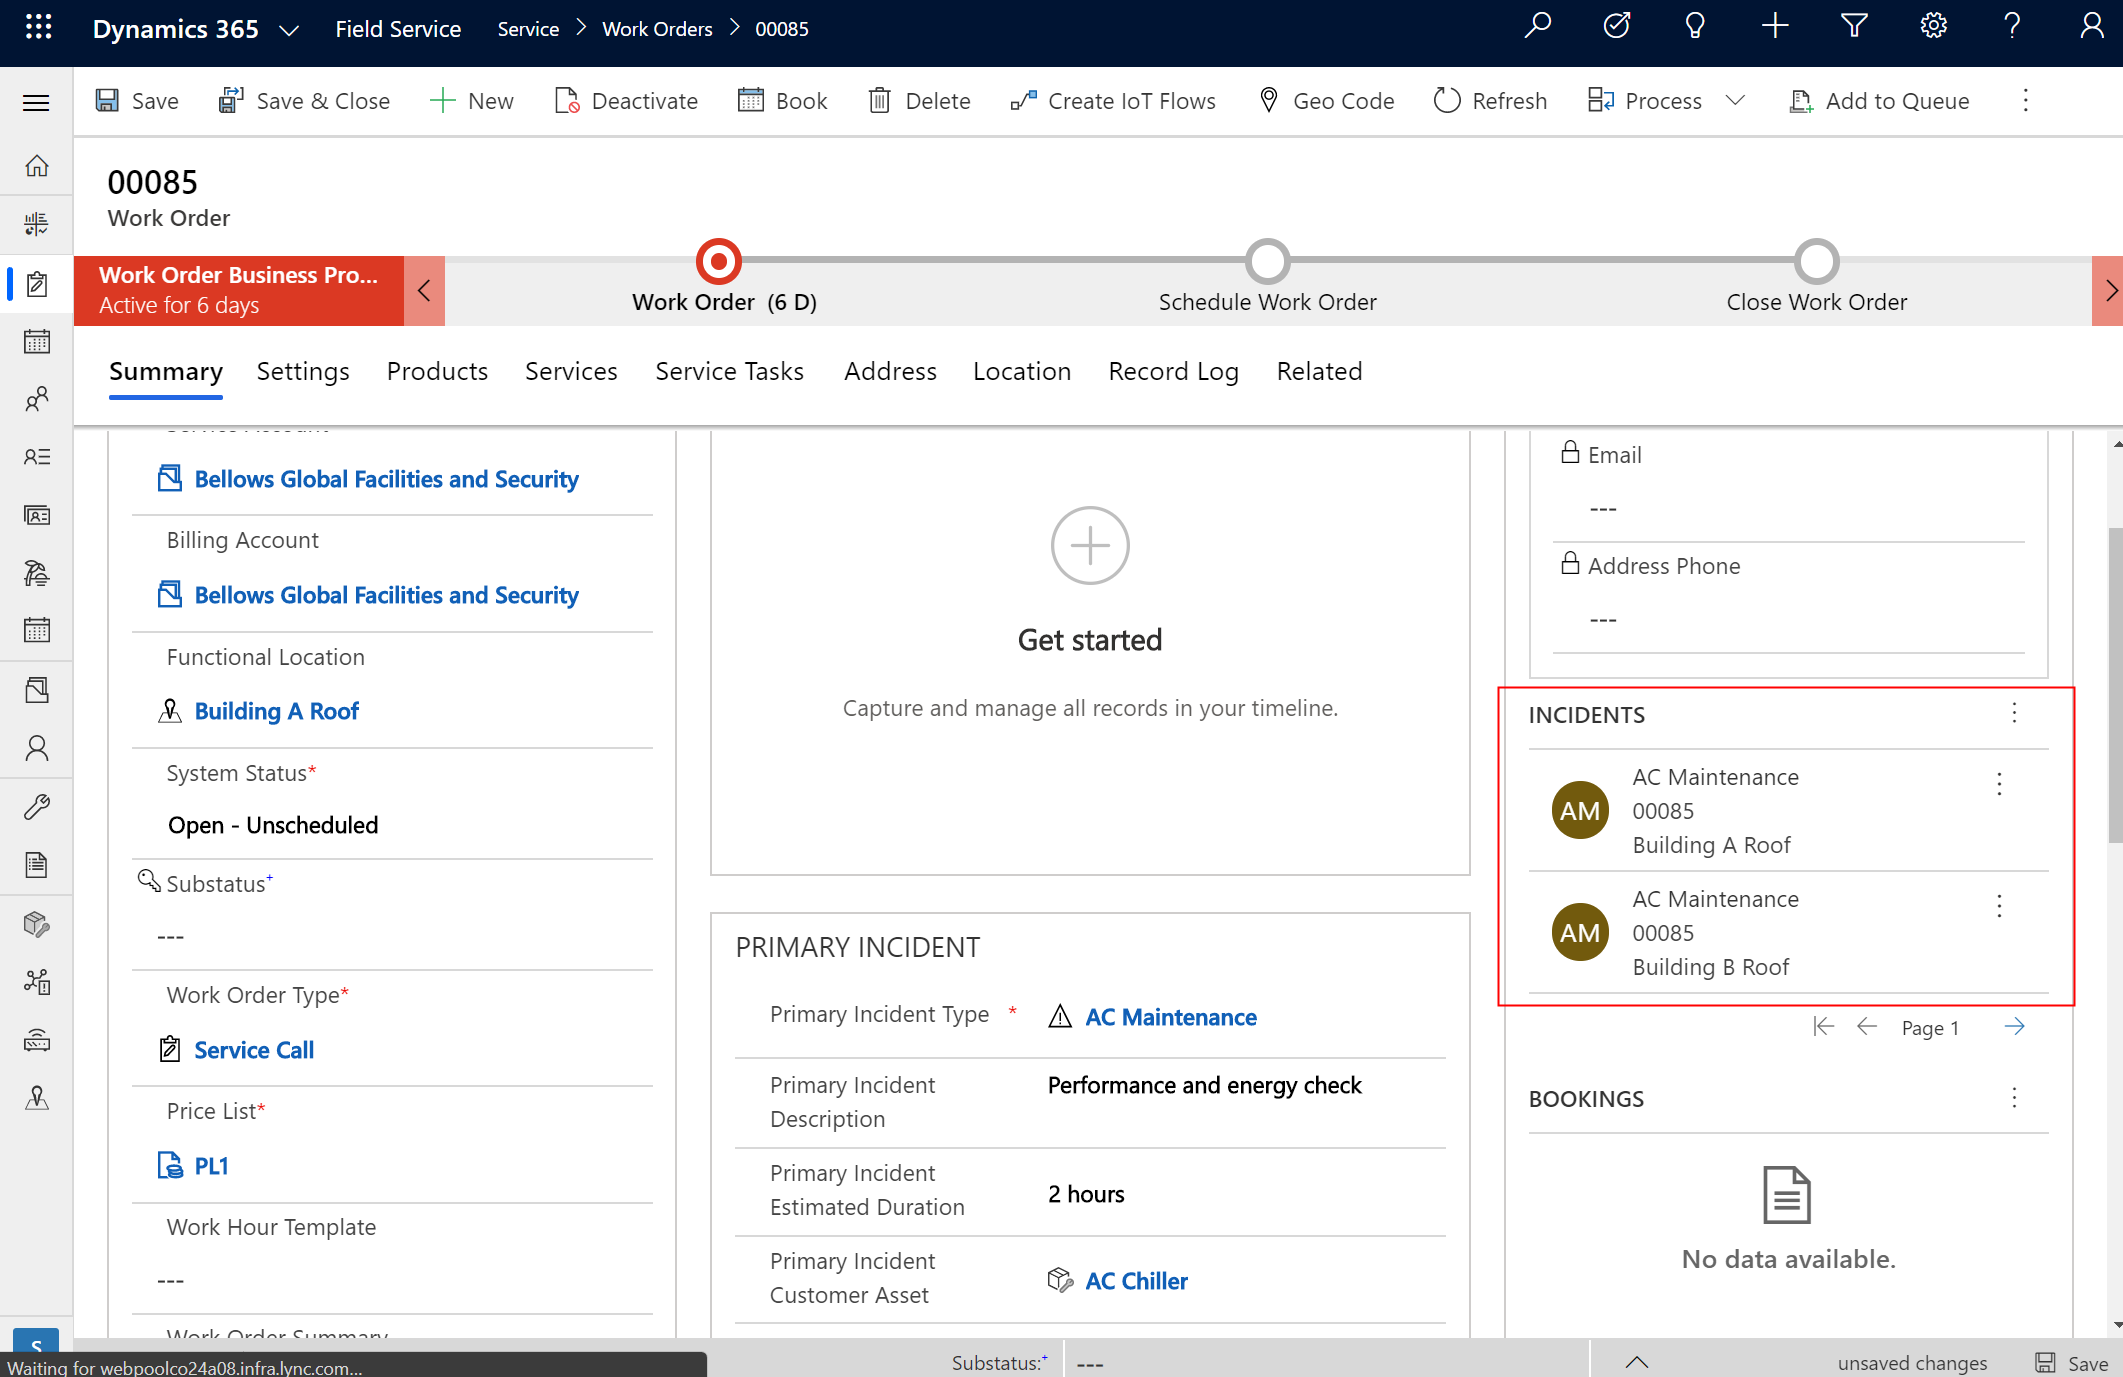 Dynamics 365
Field Service
Service
Work Orders
00085
Save
Save & Close
New
Deactivate
Book
Delete
Create IoT Flows
Geo Code
Refresh
Process
Add to Queue
00085
Work Order
Work Order Business Pro...
Active for 6 days
Work Order (6 D)
Schedule Work Order
Close Work Order
Summary
Settings
Products
Services
Service Tasks
Address
Location
Record Log
Related
Service Account
Bellows Global Facilities and Security
Billing Account
Bellows Global Facilities and Security
Functional Location
Building A Roof
System Status*
Open - Unscheduled
Substatus+
---
Work Order Type*
Service Call
Price List*
PL1
Work Hour Template
---
Work Order Summary
Get started
Capture and manage all records in your timeline.
PRIMARY INCIDENT
Primary Incident Type *
AC Maintenance
Primary Incident
Description
Performance and energy check
Primary Incident
Estimated Duration
2 hours
Primary Incident
Customer Asset
AC Chiller
Email
---
Address Phone
---
INCIDENTS
AM
AC Maintenance
00085
Building A Roof
AM
AC Maintenance
00085
Building B Roof
Page 1
BOOKINGS
No data available.
S
Waiting for webpoolco24a08.infra.lync.com...
Substatus:+
---
unsaved changes
Save